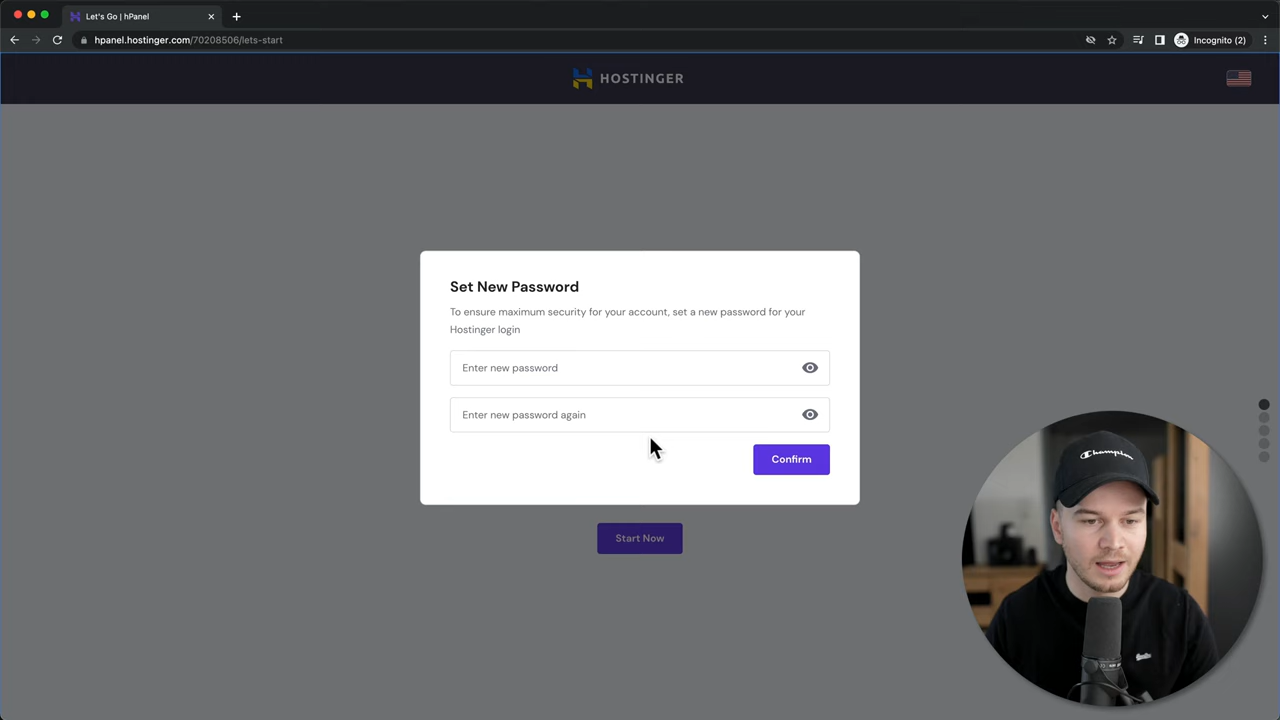 Let's Go | hPanel
hpanel.hostinger.com/70208506/lets-start
Incognito (2)
HOSTINGER
Set New Password
To ensure maximum security for your account, set a new password for your
Hostinger login
Enter new password
Enter new password again
Confirm
Start Now
Champion